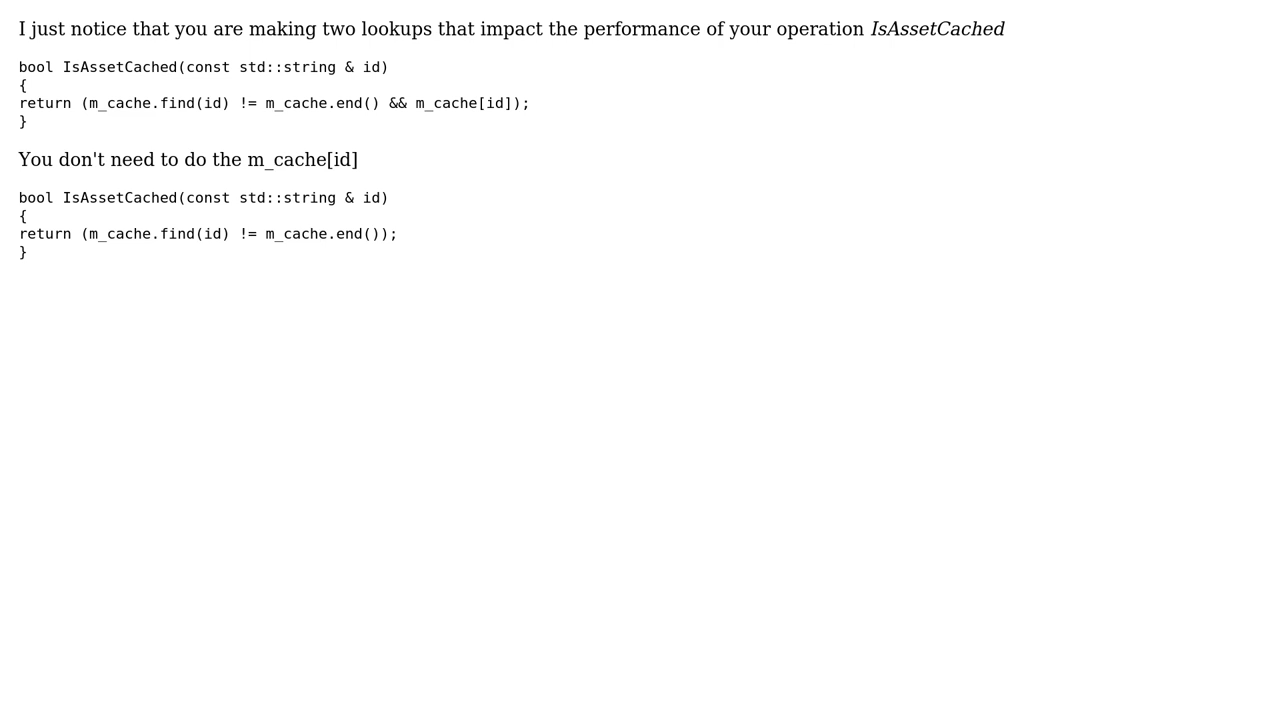 I just notice that you are making two lookups that impact the performance of your operation IsAssetCached
bool IsAssetCached(const std::string & id)
{
return (m_cache.find(id) != m_cache.end() && m_cache[id]);
}
You don't need to do the m_cache[id]
bool IsAssetCached(const std::string & id)
{
return (m_cache.find(id) != m_cache.end());
}